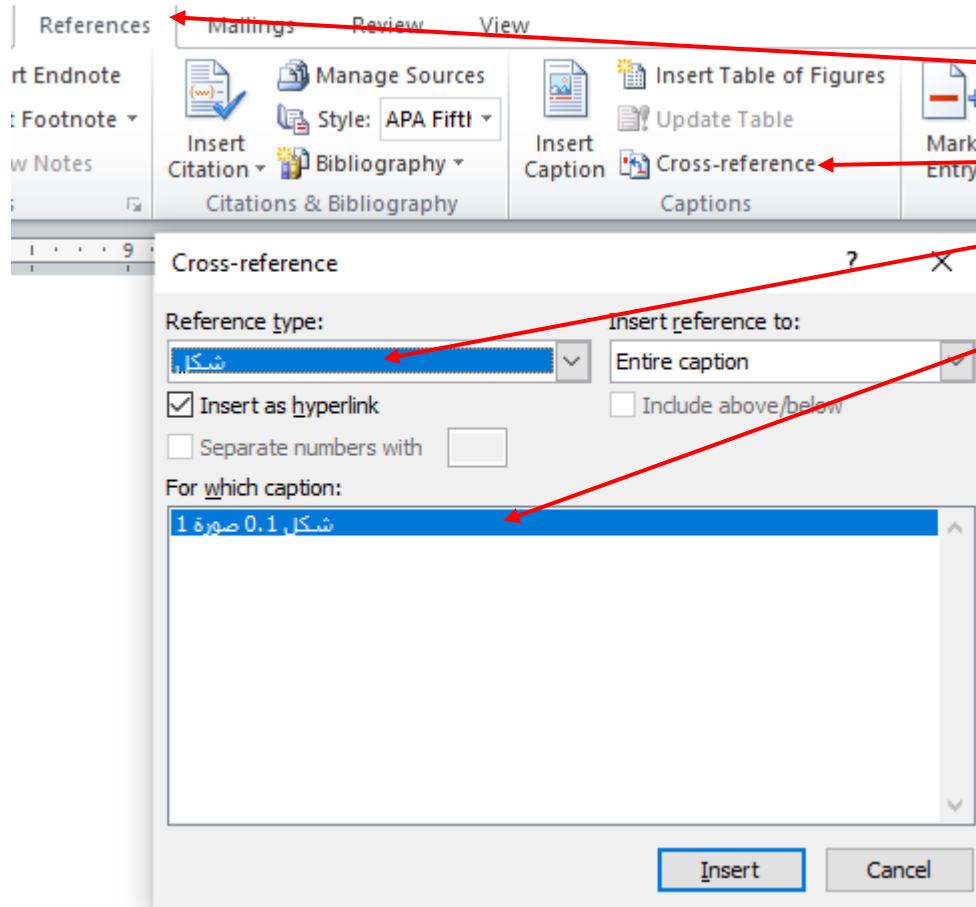 References Mailings Review View
rt Endnote
Footnote
w Notes
Insert
Citation
Manage Sources
Style: APA Fifth
Bibliography
Citations & Bibliography
Insert
Caption
Insert Table of Figures
Update Table
Cross-reference
Captions
Mark
Entry
9
Cross-reference ?
Reference type:
شكل
Insert reference to:
Entire caption
Insert as hyperlink
Include above/below
Separate numbers with
For which caption:
شكل 0.1 صورة 1
Insert Cancel